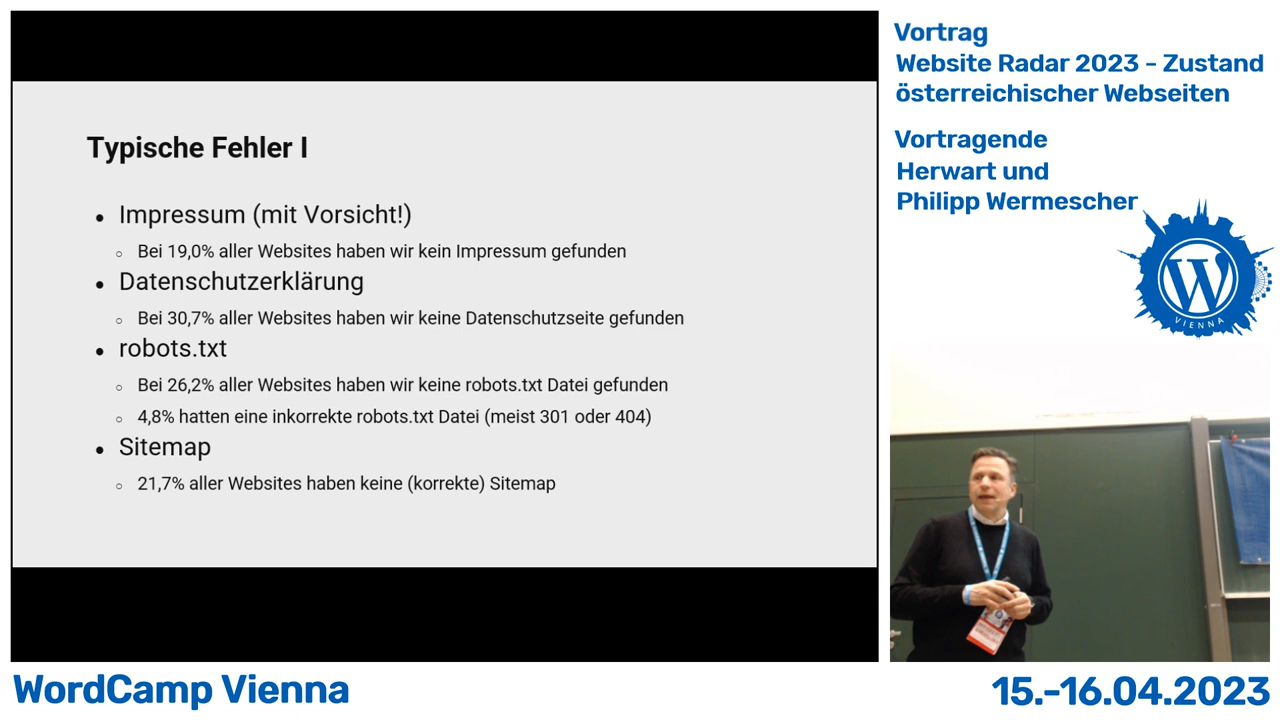 Typische Fehler I
● Impressum (mit Vorsicht!)
○ Bei 19,0% aller Websites haben wir kein Impressum gefunden
● Datenschutzerklärung
○ Bei 30,7% aller Websites haben wir keine Datenschutzseite gefunden
● robots.txt
○ Bei 26,2% aller Websites haben wir keine robots.txt Datei gefunden
○ 4,8% hatten eine inkorrekte robots.txt Datei (meist 301 oder 404)
● Sitemap
○ 21,7% aller Websites haben keine (korrekte) Sitemap
Vortrag
Website Radar 2023 - Zustand
österreichischer Webseiten
Vortragende
Herwart und
Philipp Wermescher
W
VIENNA
WordCamp Vienna
15.-16.04.2023